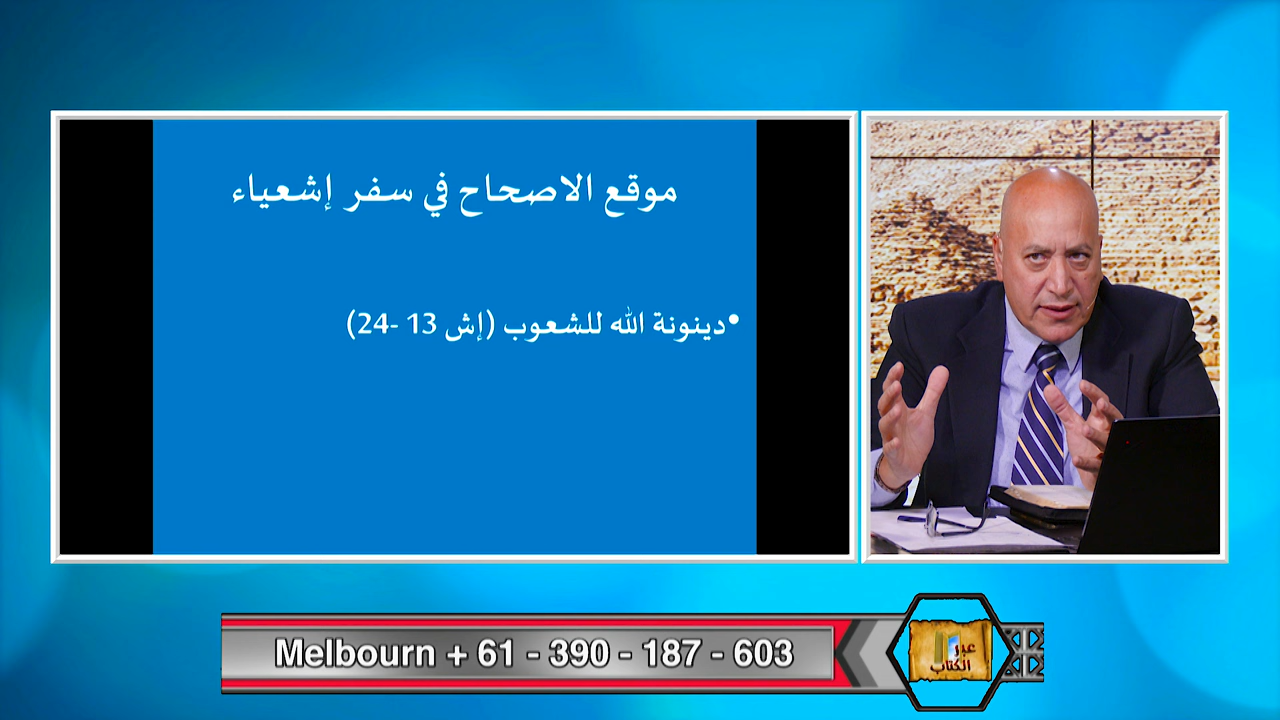 موقع الاصحاح في سفر إشعياء
•دينونة الله للشعوب (إش 13 -24)
Melbourn + 61 - 390 - 187 - 603
عبر
الكتاب